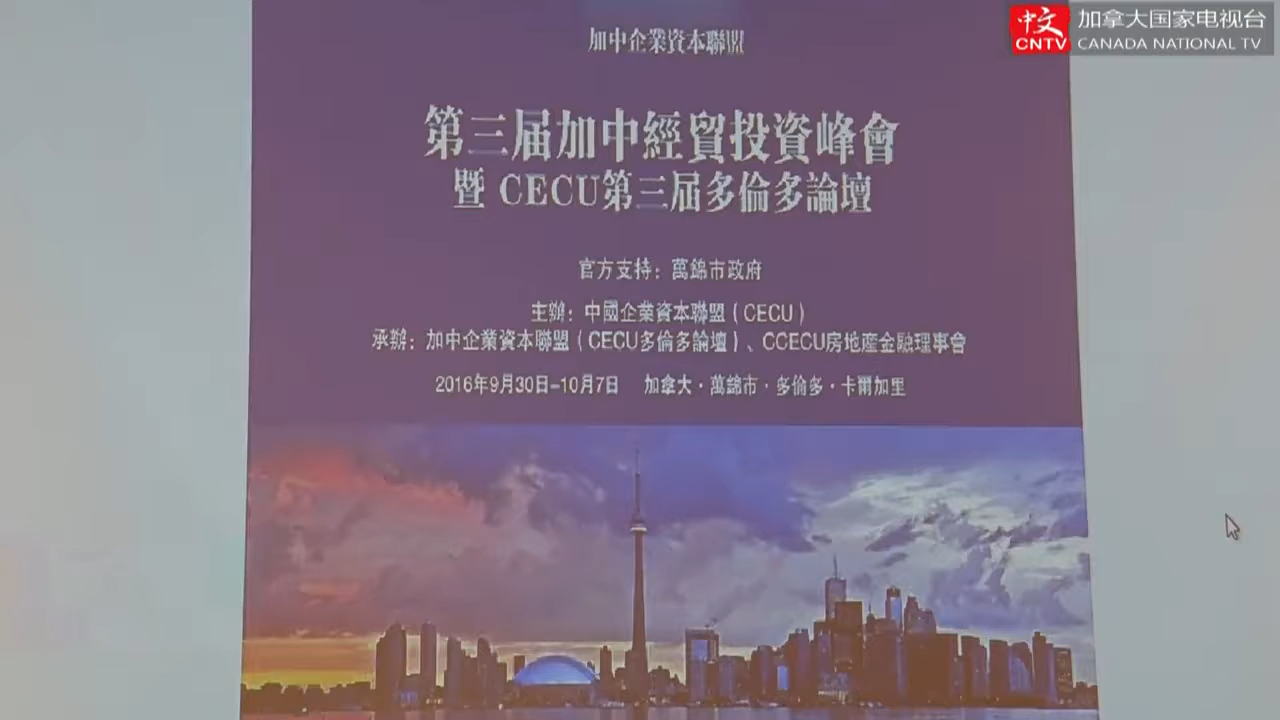 中文
CNTV
加拿大国家电视台
CANADA NATIONAL TV
加中企業資本聯盟
第三届加中經貿投資峰會
暨 CECU第三届多倫多論壇
官方支持：萬錦市政府
主辦：中國企業資本聯盟（CECU）
承辦：加中企業資本聯盟（CECU多倫多論壇）、CCECU房地產金融理事會
2016年9月30日-10月7日 加拿大·萬錦市·多倫多·卡爾加里